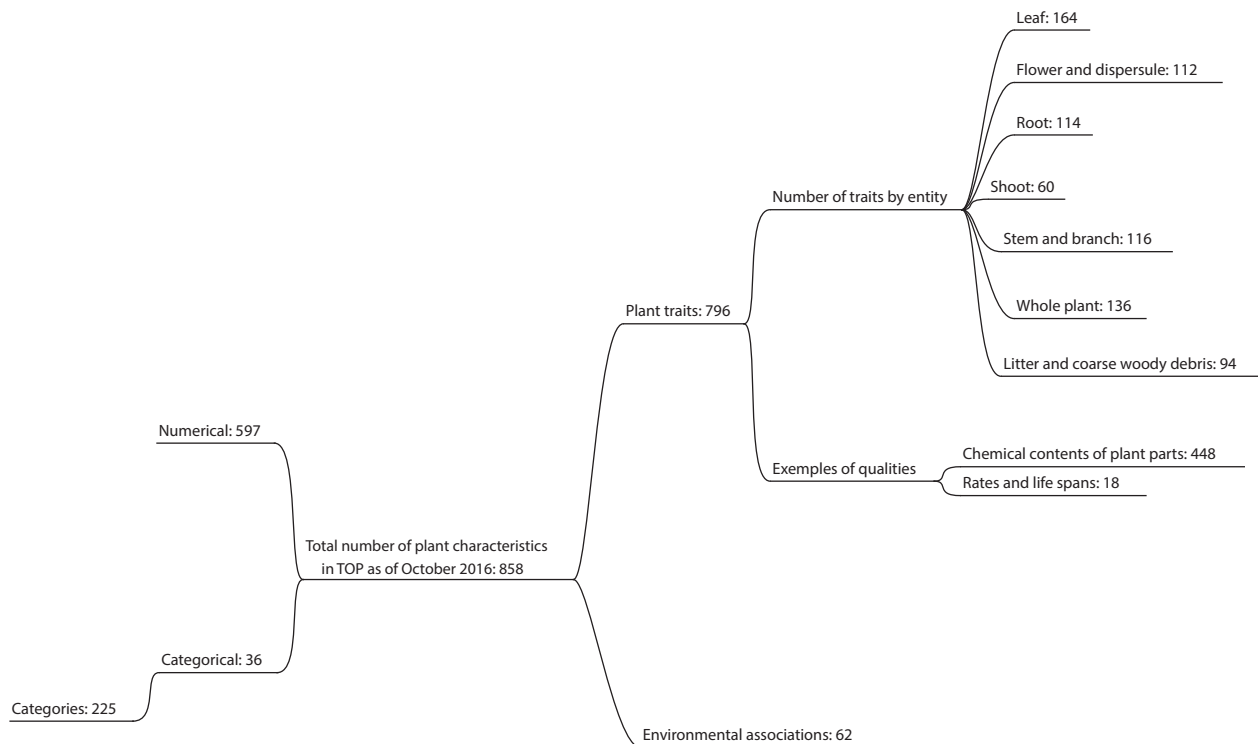 Leaf: 164
Flower and dispersule: 112
Root: 114
Shoot: 60
Number of traits by entity
Stem and branch: 116
Plant traits: 796
Whole plant: 136
Litter and coarse woody debris: 94
Numerical: 597
Chemical contents of plant parts: 448
Exemples of qualities
Rates and life spans: 18
Total number of plant characteristics
in TOP as of October 2016: 858
Categorical: 36
Categories: 225
Environmental associations: 62